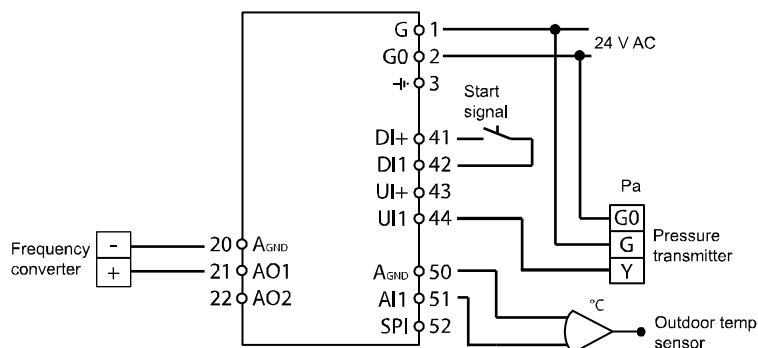 G 1
24 V AC
G0 2
3
Start
signal
DI+ 41
DI1 42
UI+ 43
Pa
UI1 44
G0
G
Y
Pressure
transmitter
Frequency
converter
-
+
20 AGND
21 AO1
22 AO2
AGND 50
AI1 51
SPI 52
°C
Outdoor temp
sensor